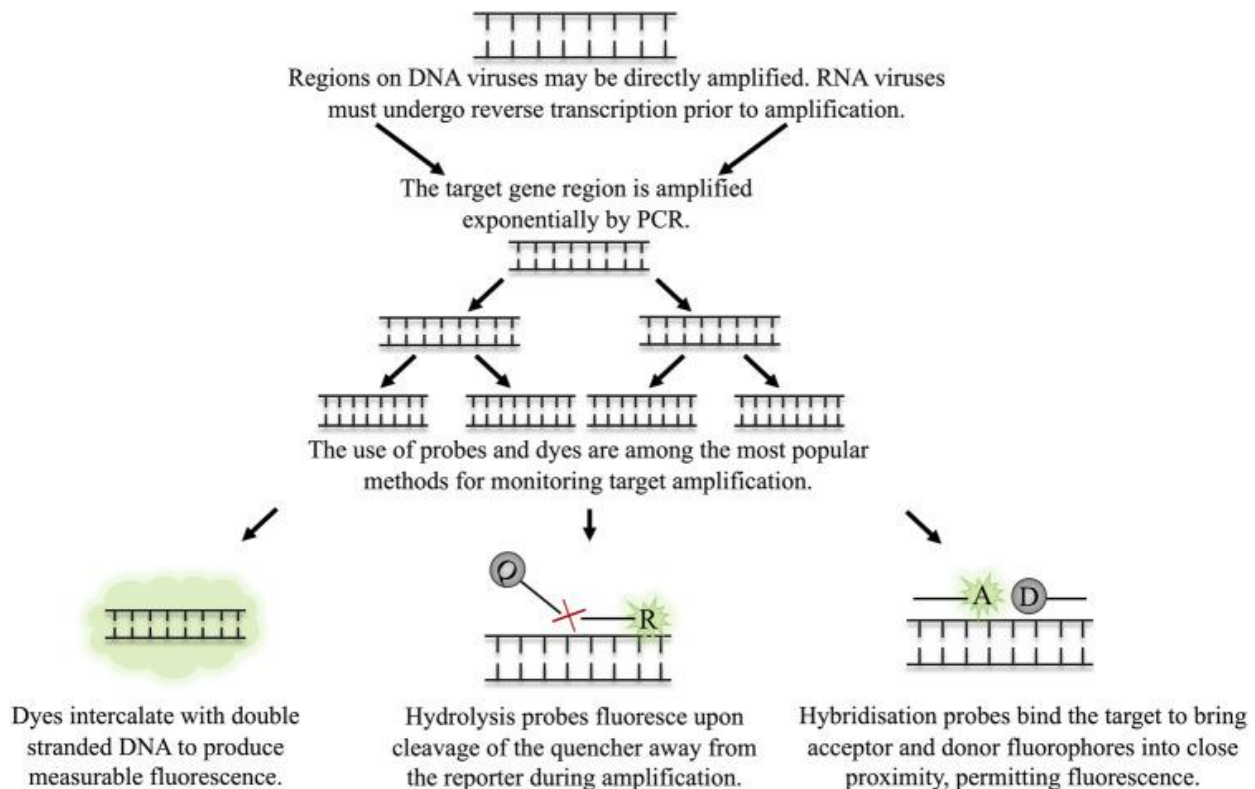 Regions on DNA viruses may be directly amplified. RNA viruses
must undergo reverse transcription prior to amplification.
The target gene region is amplified
exponentially by PCR.
The use of probes and dyes are among the most popular
methods for monitoring target amplification.
Q
R
A
D
Dyes intercalate with double
stranded DNA to produce
measurable fluorescence.
Hydrolysis probes fluoresce upon
cleavage of the quencher away from
the reporter during amplification.
Hybridisation probes bind the target to bring
acceptor and donor fluorophores into close
proximity, permitting fluorescence.